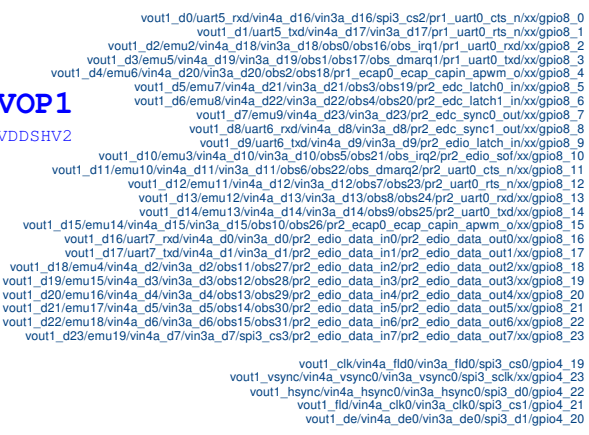 vout1_d0/uart5_rxd/vin4a_d16/vin3a_d16/spi3_cs2/pr1_uart0_cts_n/xx/gpio8_0
vout1_d1/uart5_txd/vin4a_d17/vin3a_d17/pr1_uart0_rts_n/xx/gpio8_1
vout1_d2/emu2/vin4a_d18/vin3a_d18/obs0/obs16/obs_irq1/pr1_uart0_rxd/xx/gpio8_2
vout1_d3/emu5/vin4a_d19/vin3a_d19/obs1/obs17/obs_dmarq1/pr1_uart0_txd/xx/gpio8_3
vout1_d4/emu6/vin4a_d20/vin3a_d20/obs2/obs18/pr1_ecap0_ecap_capin_apwm_o/xx/gpio8_4
vout1_d5/emu7/vin4a_d21/vin3a_d21/obs3/obs19/pr2_edc_latch0_in/xx/gpio8_5
VOP1
vout1_d6/emu8/vin4a_d22/vin3a_d22/obs4/obs20/pr2_edc_latch1_in/xx/gpio8_6
vout1_d7/emu9/vin4a_d23/vin3a_d23/pr2_edc_sync0_out/xx/gpio8_7
VDDSHV2
vout1_d8/uart6_rxd/vin4a_d8/vin3a_d8/pr2_edc_sync1_out/xx/gpio8_8
vout1_d9/uart6_txd/vin4a_d9/vin3a_d9/pr2_edio_latch_in/xx/gpio8_9
vout1_d10/emu3/vin4a_d10/vin3a_d10/obs5/obs21/obs_irq2/pr2_edio_sof/xx/gpio8_10
vout1_d11/emu10/vin4a_d11/vin3a_d11/obs6/obs22/obs_dmarq2/pr2_uart0_cts_n/xx/gpio8_11
vout1_d12/emu11/vin4a_d12/vin3a_d12/obs7/obs23/pr2_uart0_rts_n/xx/gpio8_12
vout1_d13/emu12/vin4a_d13/vin3a_d13/obs8/obs24/pr2_uart0_rxd/xx/gpio8_13
vout1_d14/emu13/vin4a_d14/vin3a_d14/obs9/obs25/pr2_uart0_txd/xx/gpio8_14
vout1_d15/emu14/vin4a_d15/vin3a_d15/obs10/obs26/pr2_ecap0_ecap_capin_apwm_o/xx/gpio8_15
vout1_d16/uart7_rxd/vin4a_d0/vin3a_d0/pr2_edio_data_in0/pr2_edio_data_out0/xx/gpio8_16
vout1_d17/uart7_txd/vin4a_d1/vin3a_d1/pr2_edio_data_in1/pr2_edio_data_out1/xx/gpio8_17
vout1_d18/emu4/vin4a_d2/vin3a_d2/obs11/obs27/pr2_edio_data_in2/pr2_edio_data_out2/xx/gpio8_18
vout1_d19/emu15/vin4a_d3/vin3a_d3/obs12/obs28/pr2_edio_data_in3/pr2_edio_data_out3/xx/gpio8_19
vout1_d20/emu16/vin4a_d4/vin3a_d4/obs13/obs29/pr2_edio_data_in4/pr2_edio_data_out4/xx/gpio8_20
vout1_d21/emu17/vin4a_d5/vin3a_d5/obs14/obs30/pr2_edio_data_in5/pr2_edio_data_out5/xx/gpio8_21
vout1_d22/emu18/vin4a_d6/vin3a_d6/obs15/obs31/pr2_edio_data_in6/pr2_edio_data_out6/xx/gpio8_22
vout1_d23/emu19/vin4a_d7/vin3a_d7/spi3_cs3/pr2_edio_data_in7/pr2_edio_data_out7/xx/gpio8_23
vout1_clk/vin4a_fld0/vin3a_fld0/spi3_cs0/gpio4_19
vout1_vsync/vin4a_vsync0/vin3a_vsync0/spi3_sclk/xx/gpio4_23
vout1_hsync/vin4a_hsync0/vin3a_hsync0/spi3_d0/gpio4_22
vout1_fld/vin4a_clk0/vin3a_clk0/spi3_cs1/gpio4_21
vout1_de/vin4a_de0/vin3a_de0/spi3_d1/gpio4_20